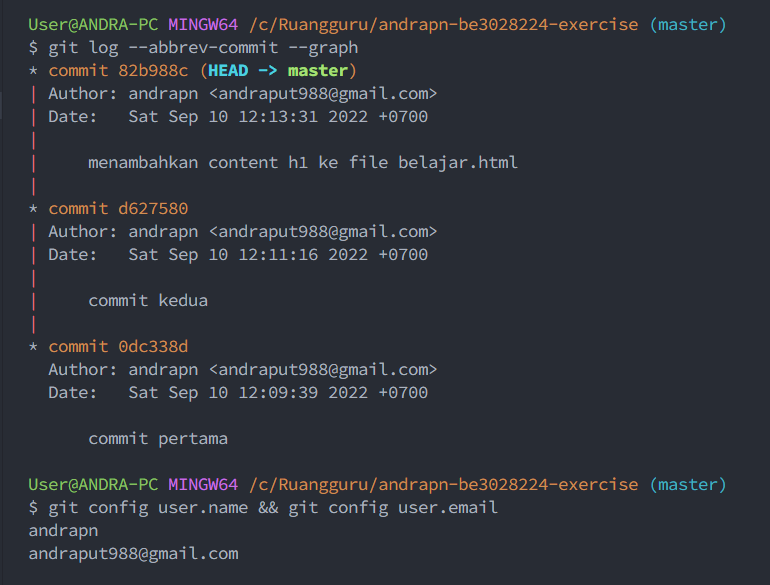 User@ANDRA-PC MINGW64 /c/Ruangguru/andrapn-be3028224-exercise (master)
$ git log --abbrev-commit --graph
* commit 82b988c (HEAD -> master)
| Author: andrapn <andraput988@gmail.com>
| Date:   Sat Sep 10 12:13:31 2022 +0700
|
|     menambahkan content h1 ke file belajar.html
|
* commit d627580
| Author: andrapn <andraput988@gmail.com>
| Date:   Sat Sep 10 12:11:16 2022 +0700
|
|     commit kedua
|
* commit 0dc338d
  Author: andrapn <andraput988@gmail.com>
  Date:   Sat Sep 10 12:09:39 2022 +0700

      commit pertama

User@ANDRA-PC MINGW64 /c/Ruangguru/andrapn-be3028224-exercise (master)
$ git config user.name && git config user.email
andrapn
andraput988@gmail.com